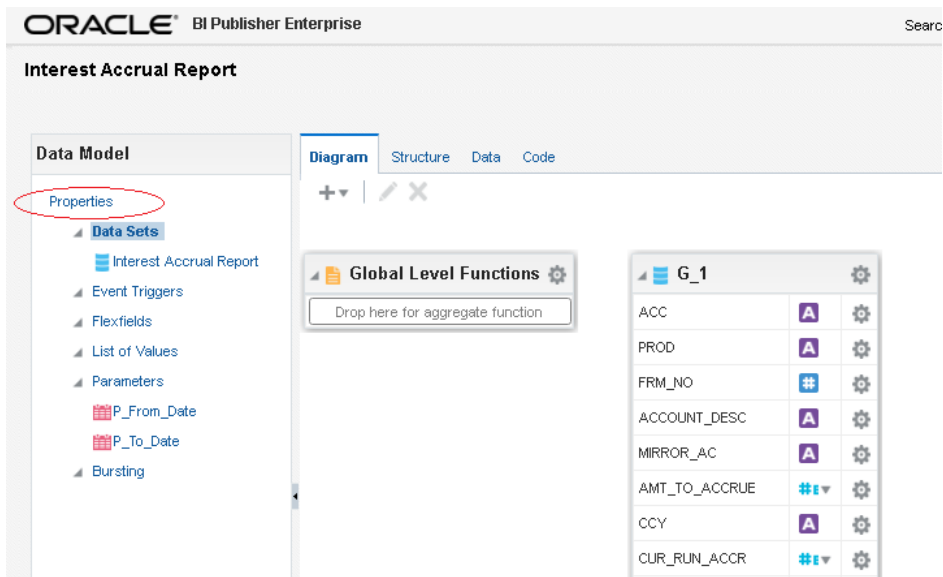 ORACLE BI Publisher Enterprise
Searc
Interest Accrual Report
Data Model
Properties
Data Sets
Interest Accrual Report
Event Triggers
Flexfields
List of Values
Parameters
P_From_Date
P_To_Date
Bursting
Diagram Structure Data Code
Global Level Functions
Drop here for aggregate function
G_1
ACC A
PROD A
FRM_NO #
ACCOUNT_DESC A
MIRROR_AC A
AMT_TO_ACCRUE #E
CCY A
CUR_RUN_ACCR #E